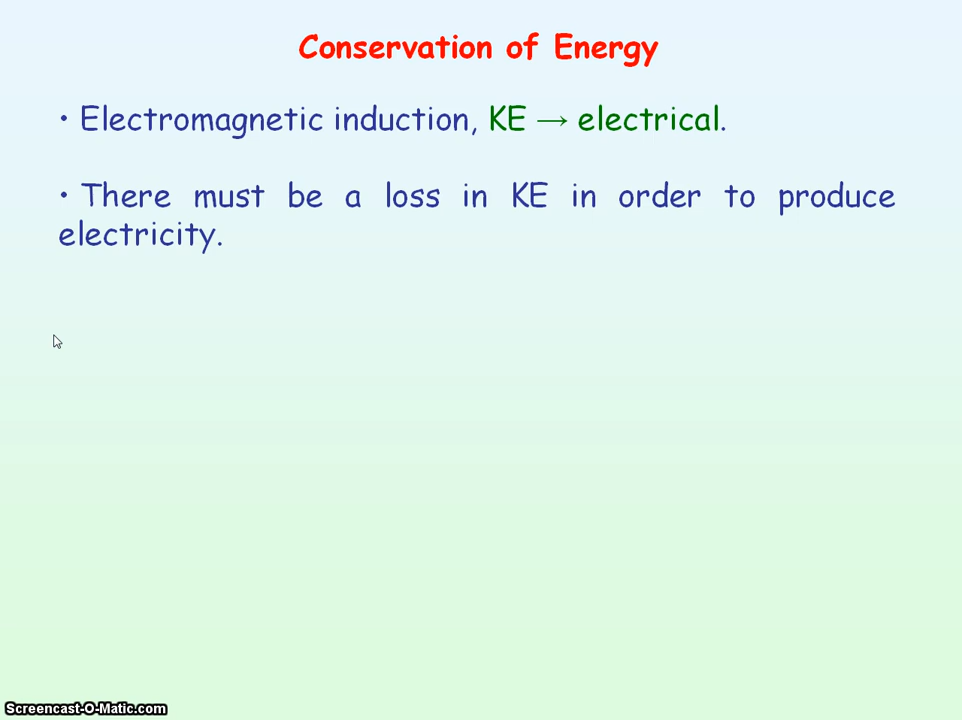 Conservation of Energy
• Electromagnetic induction, KE → electrical.
• There must be a loss in KE in order to produce
electricity.
Screencast-O-Matic.com